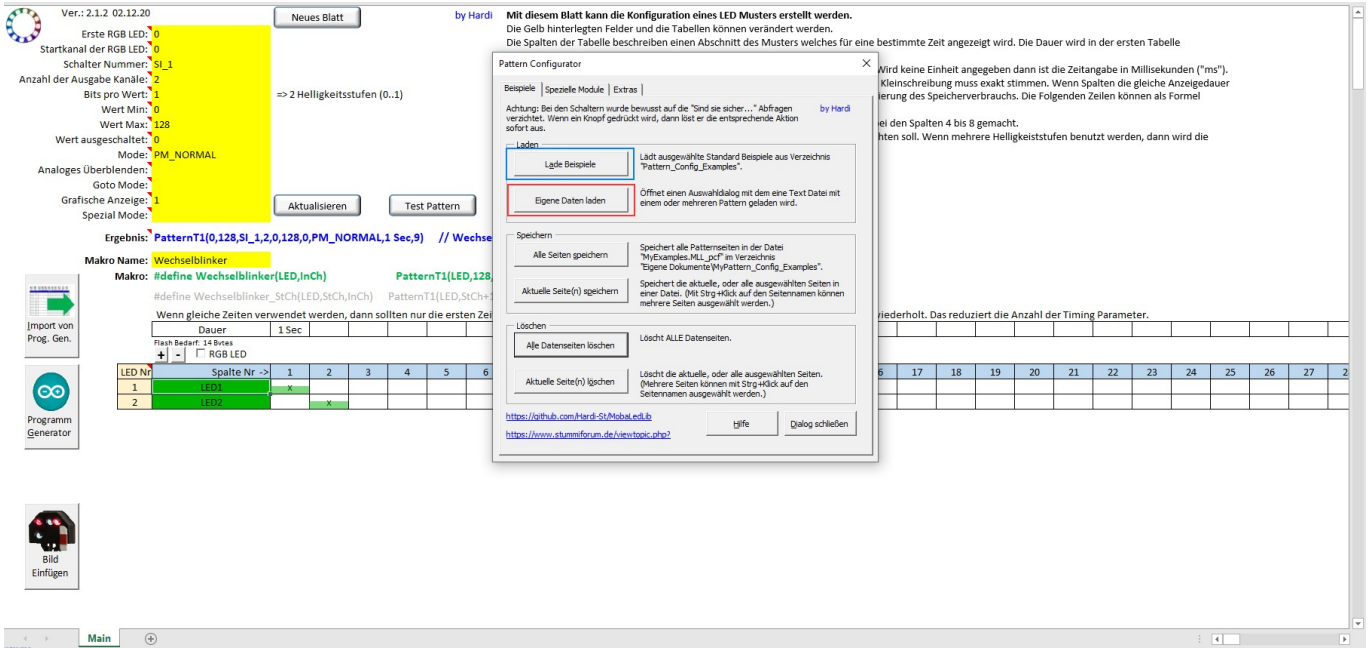 Ver.: 2.1.2 02.12.20
Neues Blatt
by Hardi
Mit diesem Blatt kann die Konfiguration eines LED Musters erstellt werden.
Die Gelb hinterlegten Felder und die Tabellen können verändert werden.
Die Spalten der Tabelle beschreiben einen Abschnitt des Musters welches für eine bestimmte Zeit angezeigt wird. Die Dauer wird in der ersten Tabelle
Wird keine Einheit angegeben dann ist die Zeitangabe in Millisekunden ("ms").
Kleinschreibung muss exakt stimmen. Wenn Spalten die gleiche Anzeigedauer
ierung des Speicherverbrauchs. Die Folgenden Zeilen können als Formel
bei den Spalten 4 bis 8 gemacht.
hten soll. Wenn mehrere Helligkeiststufen benutzt werden, dann wird die
Erste RGB LED: 0
Startkanal der RGB LED: 0
Schalter Nummer: SI_1
Anzahl der Ausgabe Kanäle: 2
Bits pro Wert: 1
=> 2 Helligkeitsstufen (0..1)
Wert Min: 0
Wert Max: 128
Wert ausgeschaltet: 0
Mode: PM_NORMAL
Analoges Überblenden:
Goto Mode:
Grafische Anzeige: 1
Aktualisieren
Test Pattern
Spezial Mode:
Ergebnis: PatternT1(0,128,SI_1,2,0,128,0,PM_NORMAL,1 Sec,9) // Wechse
Makro Name: Wechselblinker
Makro: #define Wechselblinker(LED,InCh) PatternT1(LED,128,
#define Wechselblinker_StCh(LED,StCh,InCh) PatternT1(LED,StCh+1
Wenn gleiche Zeiten verwendet werden, dann sollten nur die ersten Zei
wiederholt. Das reduziert die Anzahl der Timing Parameter.
Dauer 1 Sec
Flash Bedarf: 14 Bytes
+ - RGB LED
LED Nr Spalte Nr -> 1 2 3 4 5 6
6 17 18 19 20 21 22 23 24 25 26 27 2
1 LED1 x
2 LED2 x
Import von
Prog. Gen.
Programm
Generator
Bild
Einfügen
Pattern Configurator
Beispiele Spezielle Module Extras
Achtung: Bei den Schaltern wurde bewusst auf die "Sind sie sicher..." Abfragen
verzichtet. Wenn ein Knopf gedrückt wird, dann löst er die entsprechende Aktion
sofort aus.
by Hardi
Laden
Lade Beispiele
Lädt ausgewählte Standard Beispiele aus Verzeichnis
"Pattern_Config_Examples".
Eigene Daten laden
Öffnet einen Auswahldialog mit dem eine Text Datei mit
einem oder mehreren Pattern geladen wird.
Speichern
Alle Seiten speichern
Speichert alle Patternseiten in der Datei
"MyExamples.MLL_pcf" im Verzeichnis
"Eigene Dokumente\MyPattern_Config_Examples".
Aktuelle Seite(n) speichern
Speichert die aktuelle, oder alle ausgewählten Seiten in
einer Datei. (Mit Strg+Klick auf den Seitennamen können
mehrere Seiten ausgewählt werden.)
Löschen
Alle Datenseiten löschen
Löscht ALLE Datenseiten.
Aktuelle Seite(n) löschen
Löscht die aktuelle, oder alle ausgewählten Seiten.
(Mehrere Seiten können mit Strg+Klick auf den
Seitennamen ausgewählt werden.)
https://github.com/Hardi-St/MobaLedLib
https://www.stummiforum.de/viewtopic.php?
Hilfe
Dialog schließen
Main